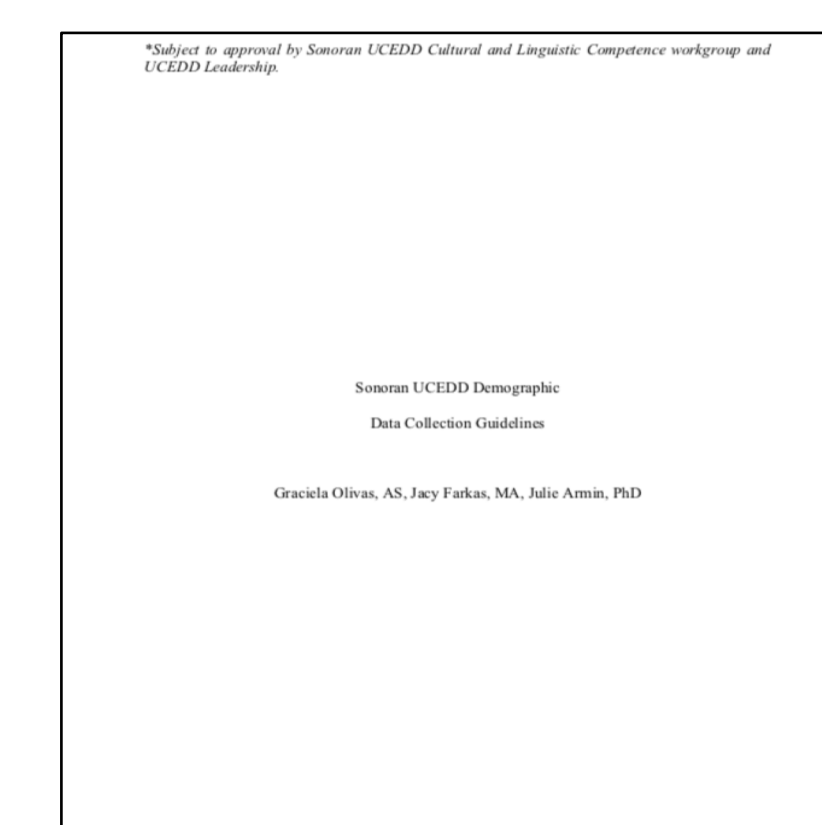 *Subject to approval by Sonoran UCEDD Cultural and Linguistic Competence workgroup and
UCEDD Leadership.
Sonoran UCEDD Demographic
Data Collection Guidelines
Graciela Olivas, AS, Jacy Farkas, MA, Julie Armin, PhD